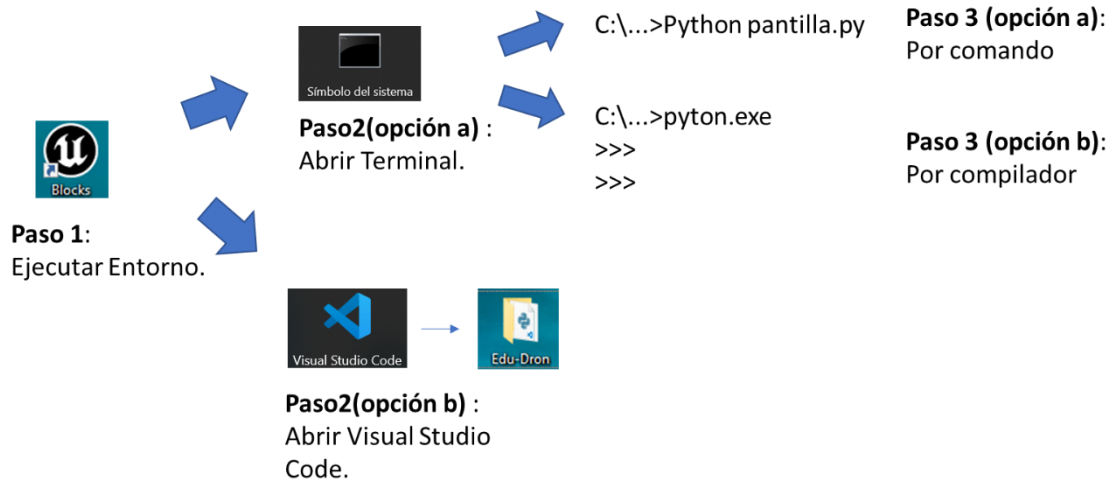 Blocks
Paso 1:
Ejecutar Entorno.
Símbolo del sistema
Paso2(opción a) :
Abrir Terminal.
C:\...>Python pantilla.py
Paso 3 (opción a):
Por comando
C:\...>pyton.exe
>>>
>>>
Paso 3 (opción b):
Por compilador
Visual Studio Code
Edu-Dron
Paso2(opción b) :
Abrir Visual Studio
Code.